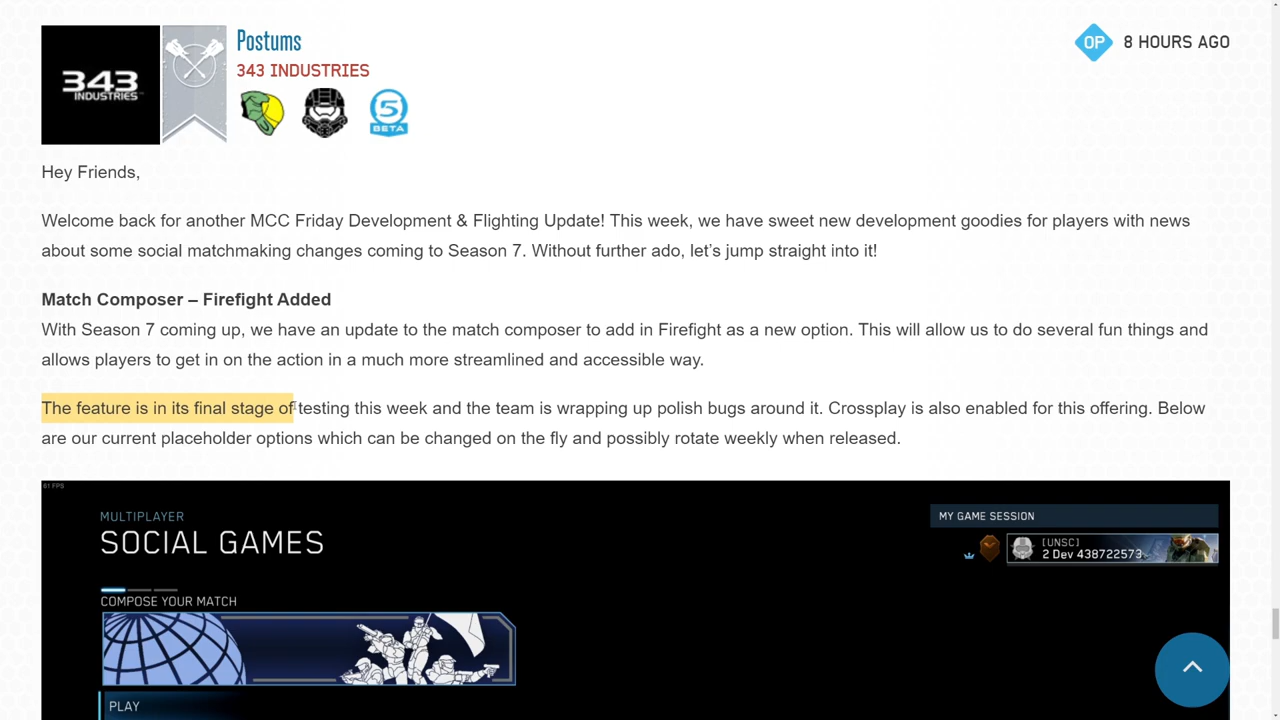 343
INDUSTRIES
Postums
343 INDUSTRIES
5
BETA
OP
8 HOURS AGO
Hey Friends,
Welcome back for another MCC Friday Development & Flighting Update! This week, we have sweet new development goodies for players with news
about some social matchmaking changes coming to Season 7. Without further ado, let’s jump straight into it!
Match Composer – Firefight Added
With Season 7 coming up, we have an update to the match composer to add in Firefight as a new option. This will allow us to do several fun things and
allows players to get in on the action in a much more streamlined and accessible way.
The feature is in its final stage of testing this week and the team is wrapping up polish bugs around it. Crossplay is also enabled for this offering. Below
are our current placeholder options which can be changed on the fly and possibly rotate weekly when released.
61 FPS
MULTIPLAYER
SOCIAL GAMES
MY GAME SESSION
[UNSC]
2 Dev 438722573
COMPOSE YOUR MATCH
PLAY